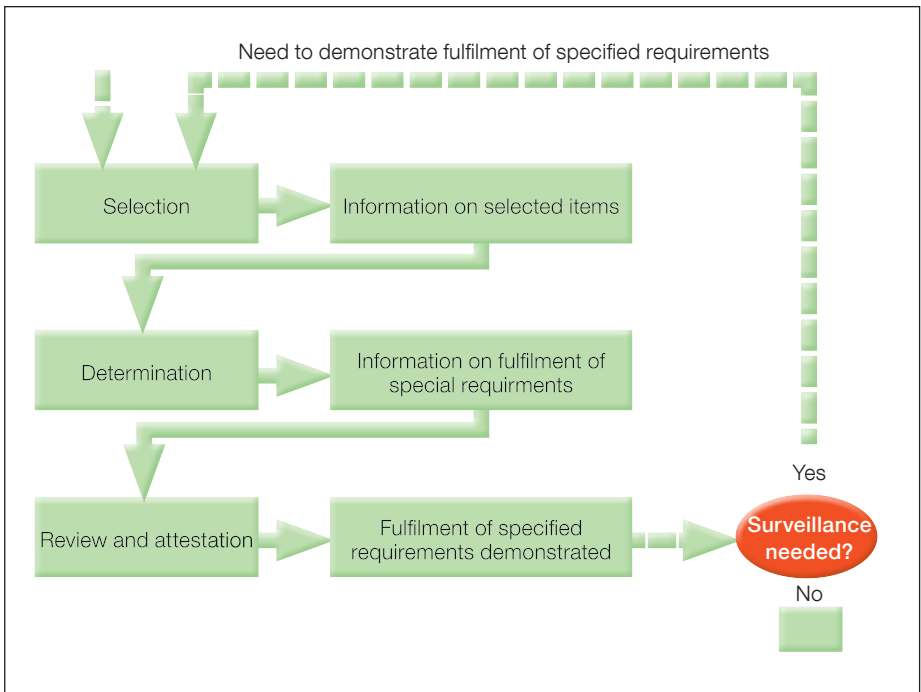 Need to demonstrate fulfilment of specified requirements
Selection
Information on selected items
Determination
Information on fulfilment of
special requirments
Review and attestation
Fulfilment of specified
requirements demonstrated
Yes
Surveillance
needed?
No